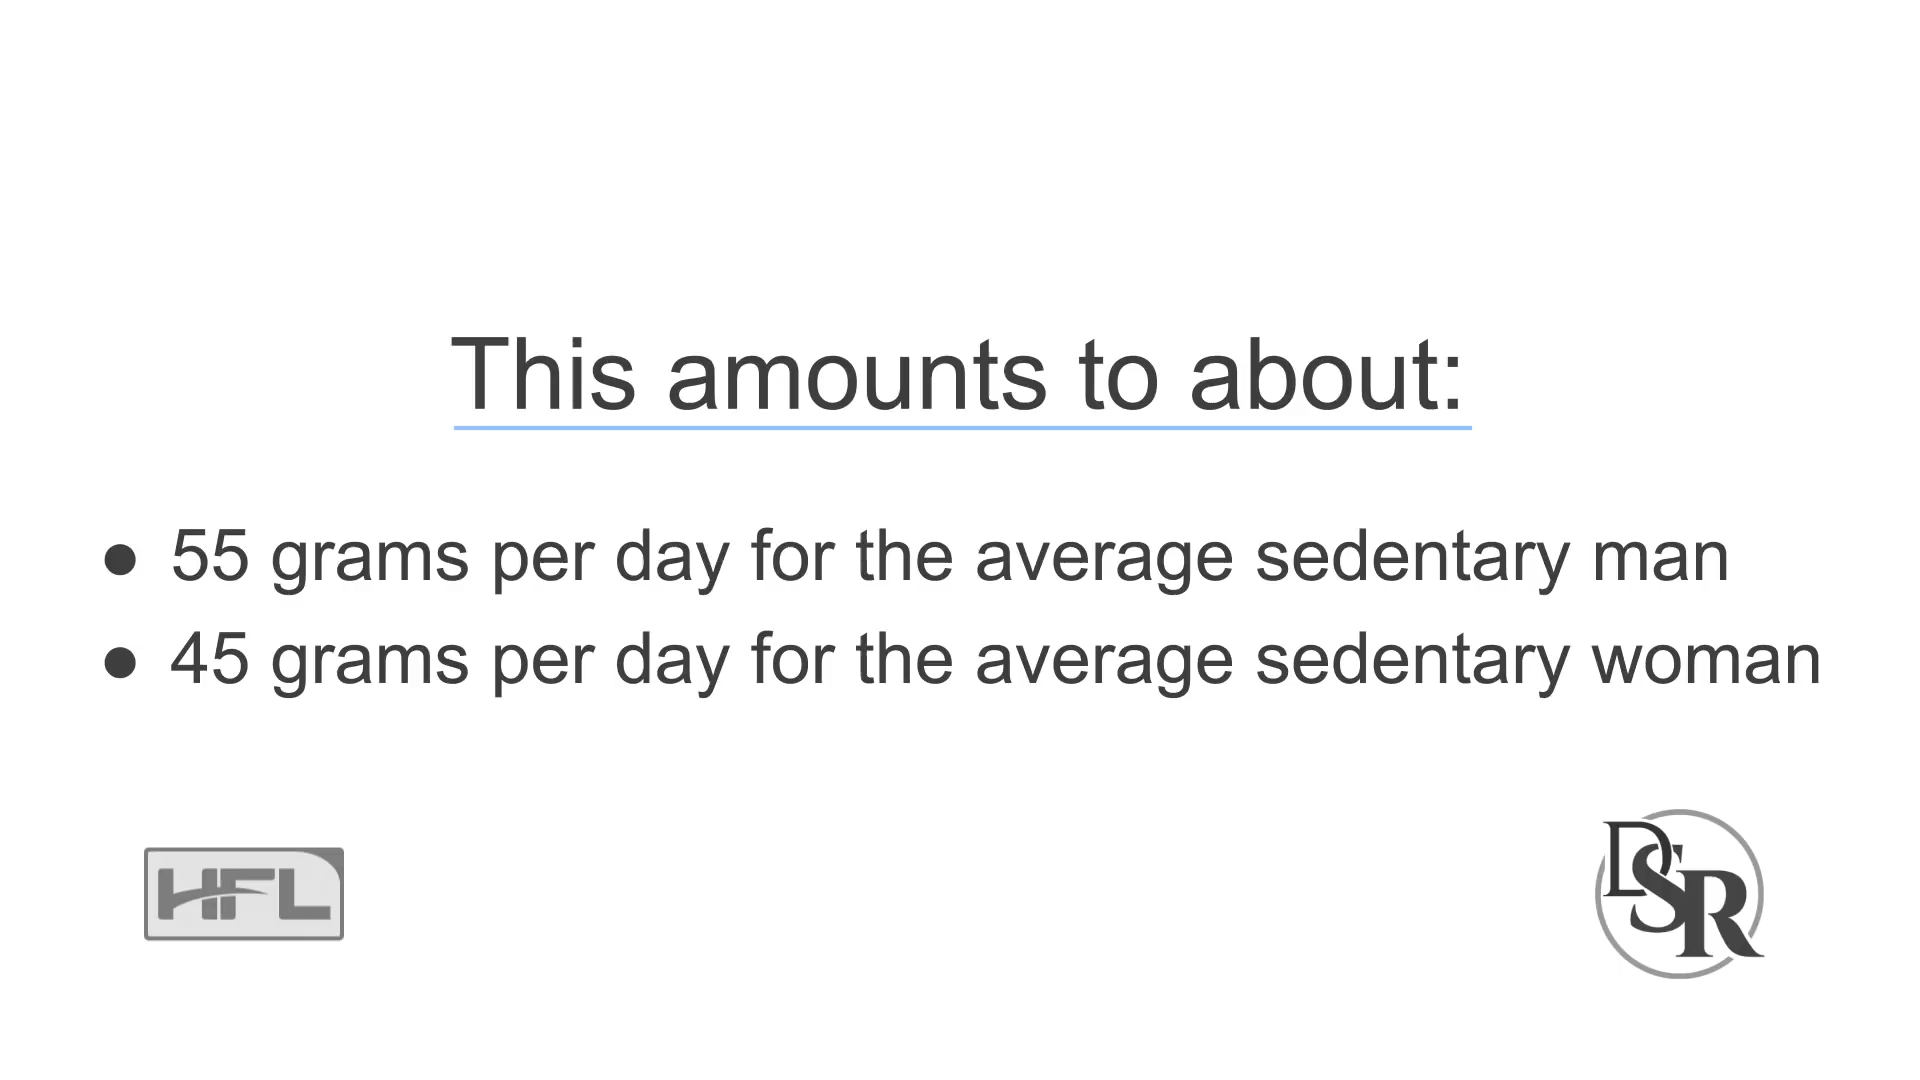 This amounts to about:
● 55 grams per day for the average sedentary man
● 45 grams per day for the average sedentary woman
HFL
DSR